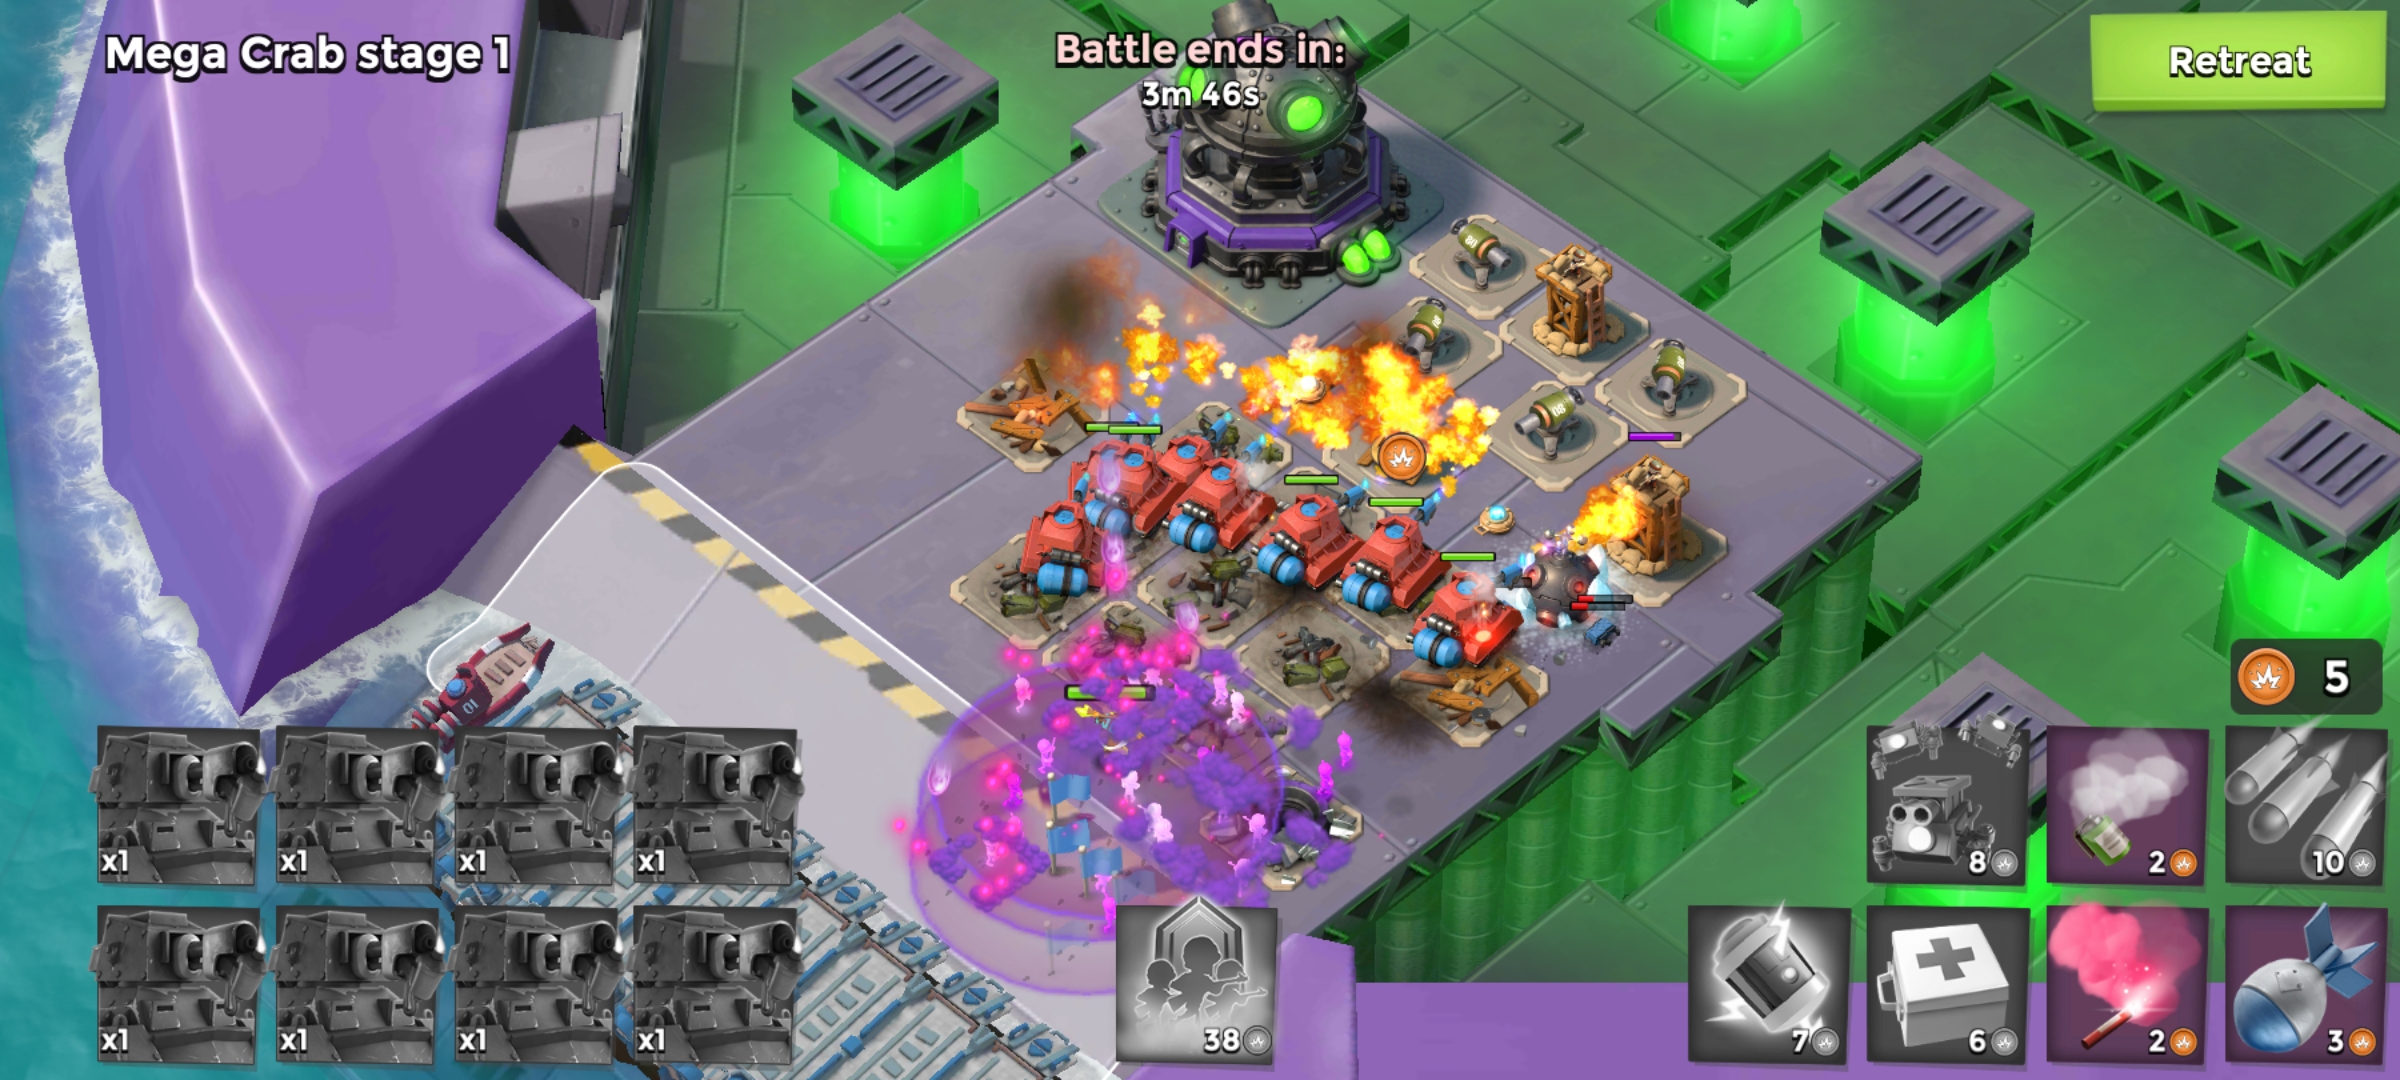 Mega Crab stage 1
Battle ends in:
3m 46s
Retreat
5
x1
x1
x1
x1
8
2
10
x1
x1
x1
x1
38
7
6
2
3